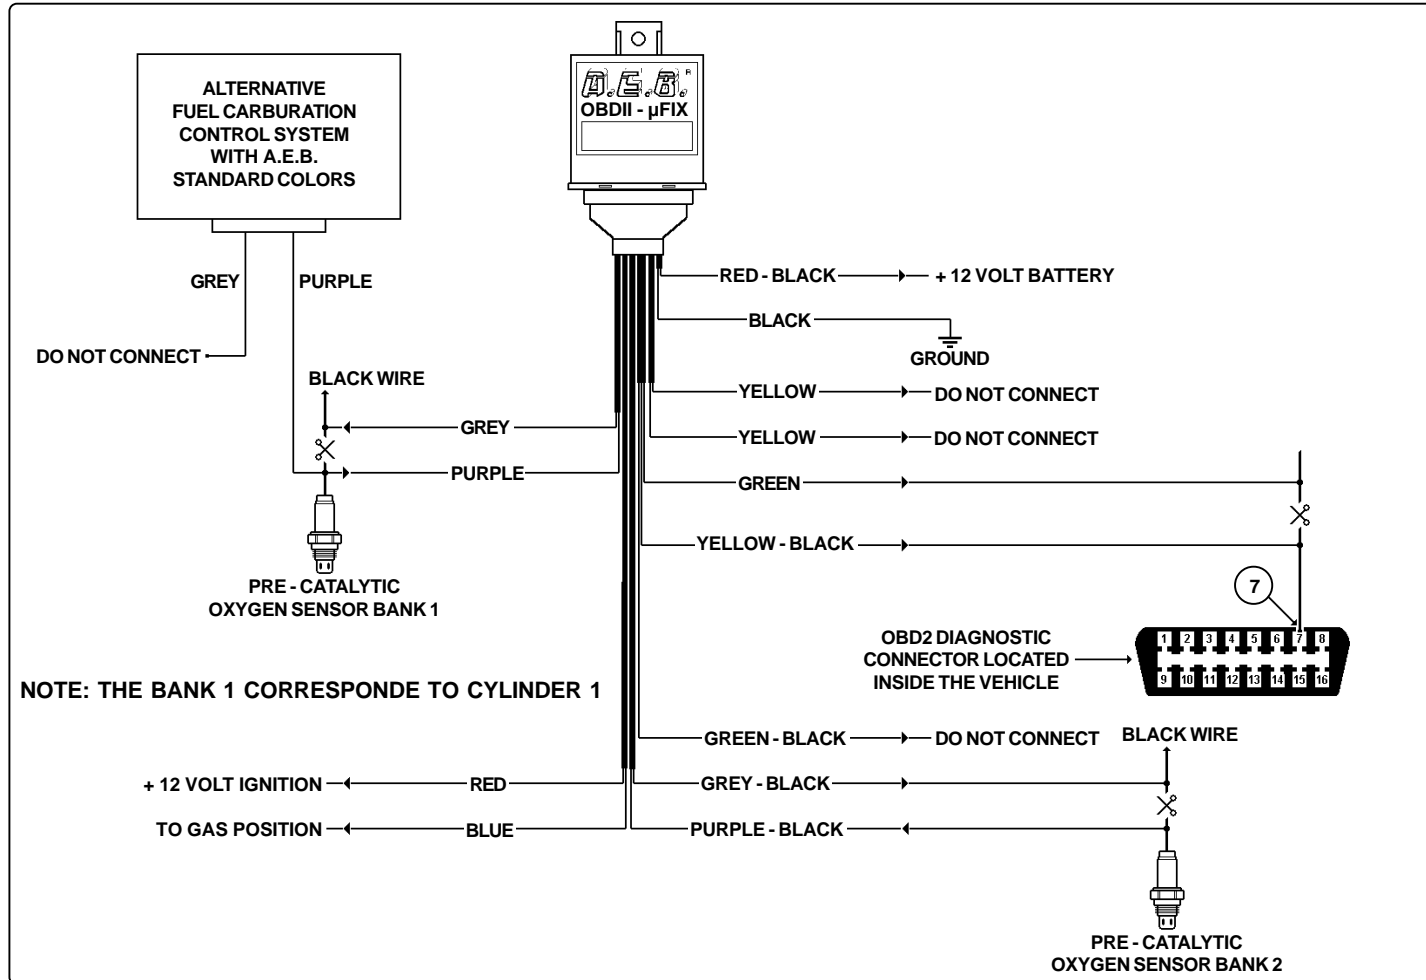 ALTERNATIVE
FUEL CARBURATION
CONTROL SYSTEM
WITH A.E.B.
STANDARD COLORS
A.E.B.®
OBDII - µFIX
GREY
PURPLE
DO NOT CONNECT
BLACK WIRE
GREY
PURPLE
PRE - CATALYTIC
OXYGEN SENSOR BANK 1
RED - BLACK
+ 12 VOLT BATTERY
BLACK
GROUND
YELLOW
DO NOT CONNECT
YELLOW
DO NOT CONNECT
GREEN
YELLOW - BLACK
7
OBD2 DIAGNOSTIC
CONNECTOR LOCATED
INSIDE THE VEHICLE
1 2 3 4 5 6 7 8
9 10 11 12 13 14 15 16
NOTE: THE BANK 1 CORRESPONDE TO CYLINDER 1
GREEN - BLACK
DO NOT CONNECT
BLACK WIRE
+ 12 VOLT IGNITION
RED
GREY - BLACK
TO GAS POSITION
BLUE
PURPLE - BLACK
PRE - CATALYTIC
OXYGEN SENSOR BANK 2